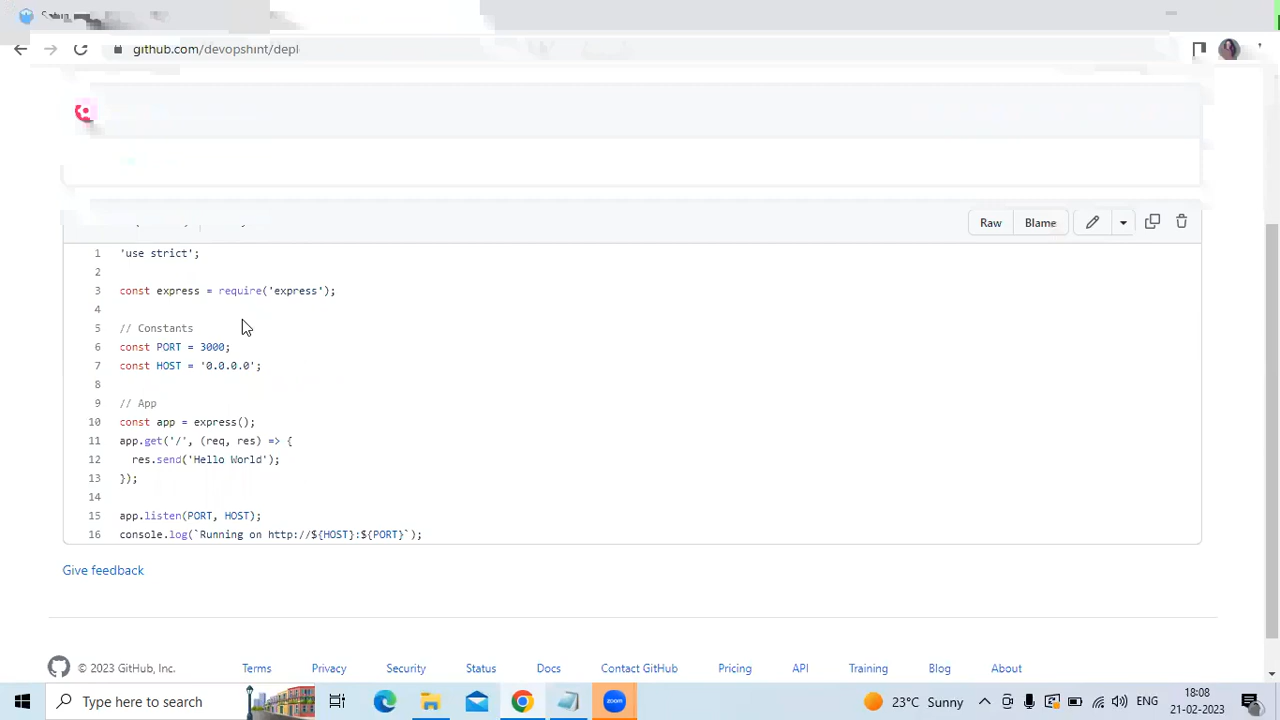 github.com/devopshint/depl
Raw Blame
1 'use strict';
2
3 const express = require('express');
4
5 // Constants
6 const PORT = 3000;
7 const HOST = '0.0.0.0';
8
9 // App
10 const app = express();
11 app.get('/', (req, res) => {
12 res.send('Hello World');
13 });
14
15 app.listen(PORT, HOST);
16 console.log(`Running on http://${HOST}:${PORT}`);
Give feedback
© 2023 GitHub, Inc. Terms Privacy Security Status Docs Contact GitHub Pricing API Training Blog About
Type here to search zoom 23°C Sunny ENG 18:08
21-02-2023